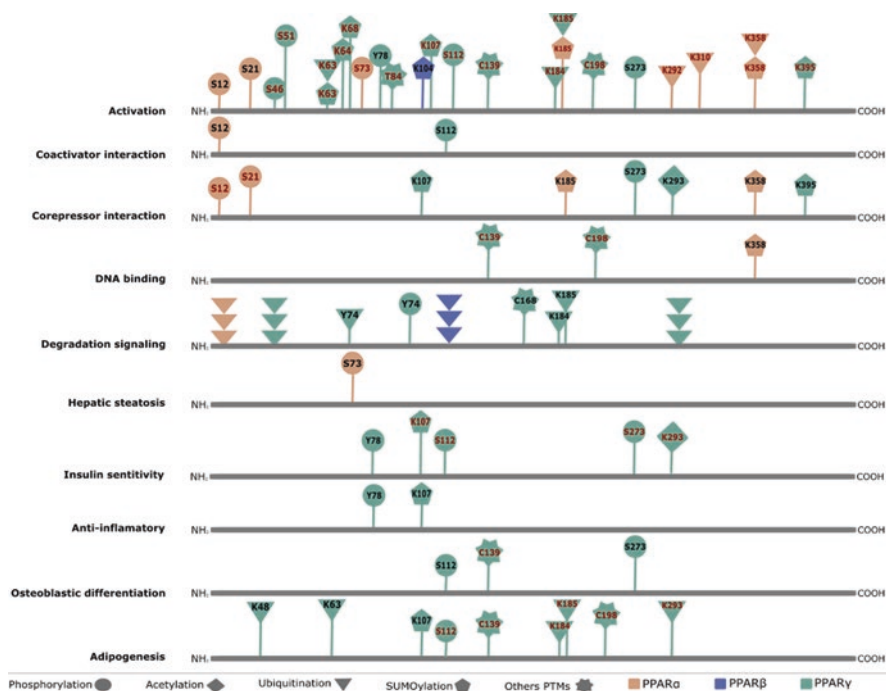 K185 K358
S51 K68
K64 K107 K185 K310
S21 K63 S73 Y78 S112 C139 C198 S273 K358 K395
S12 S46 K63 T84 K104 K184 K292
Activation NH₂ COOH
S12 S112
Coactivator interaction NH₂ COOH
S12 S21 K107 K185 S273 K293 K358 K395
Corepressor interaction NH₂ COOH
C139 C198 K358
DNA binding NH₂ COOH
Y74 Y74 C168 K184 K185
Degradation signaling NH₂ COOH
S73
Hepatic steatosis NH₂ COOH
Y78 K107 S112 S273 K293
Insulin sentitivity NH₂ COOH
Y78 K107
Anti-inflamatory NH₂ COOH
S112 C139 S273
Osteoblastic differentiation NH₂ COOH
K48 K63 K107 S112 C139 K184 K185 C198 K293
Adipogenesis NH₂ COOH
Phosphorylation Acetylation Ubiquitination SUMOylation Others PTMs PPARα PPARβ PPARγ